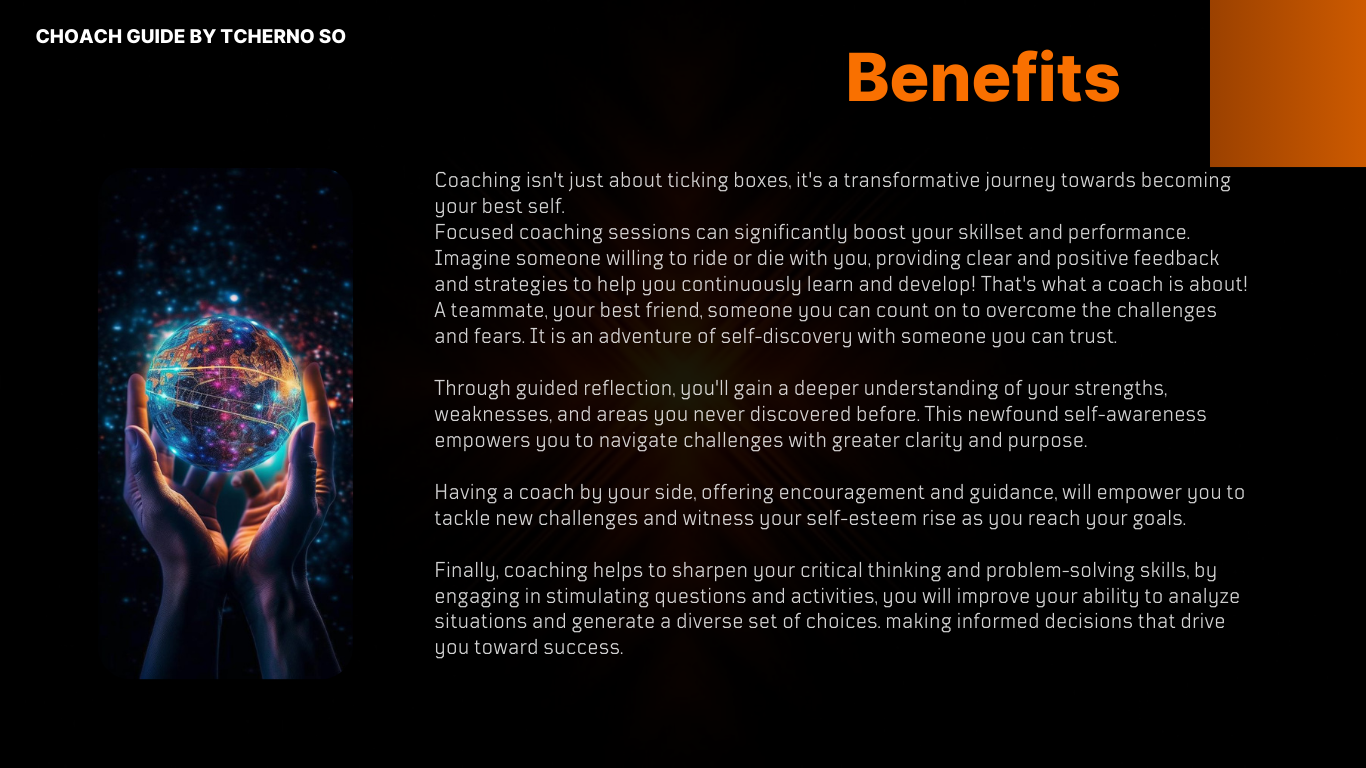 CHOACH GUIDE BY TCHERNO SO
Benefits
Coaching isn't just about ticking boxes, it's a transformative journey towards becoming
your best self.
Focused coaching sessions can significantly boost your skillset and performance.
Imagine someone willing to ride or die with you, providing clear and positive feedback
and strategies to help you continuously learn and develop! That's what a coach is about!
A teammate, your best friend, someone you can count on to overcome the challenges
and fears. It is an adventure of self-discovery with someone you can trust.
Through guided reflection, you'll gain a deeper understanding of your strengths,
weaknesses, and areas you never discovered before. This newfound self-awareness
empowers you to navigate challenges with greater clarity and purpose.
Having a coach by your side, offering encouragement and guidance, will empower you to
tackle new challenges and witness your self-esteem rise as you reach your goals.
Finally, coaching helps to sharpen your critical thinking and problem-solving skills, by
engaging in stimulating questions and activities, you will improve your ability to analyze
situations and generate a diverse set of choices. making informed decisions that drive
you toward success.